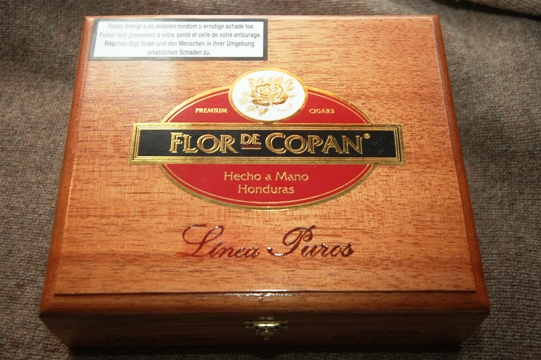 Roken brengt u en anderen rondom u ernstige schade toe.
Fumer nuit gravement à votre santé et celle de votre entourage.
Rauchen fügt Ihnen und den Menschen in Ihrer Umgebung
erheblichen Schaden zu.
PREMIUM CIGARS
FLOR DE COPAN®
Hecho a Mano
Honduras
Linea Puros